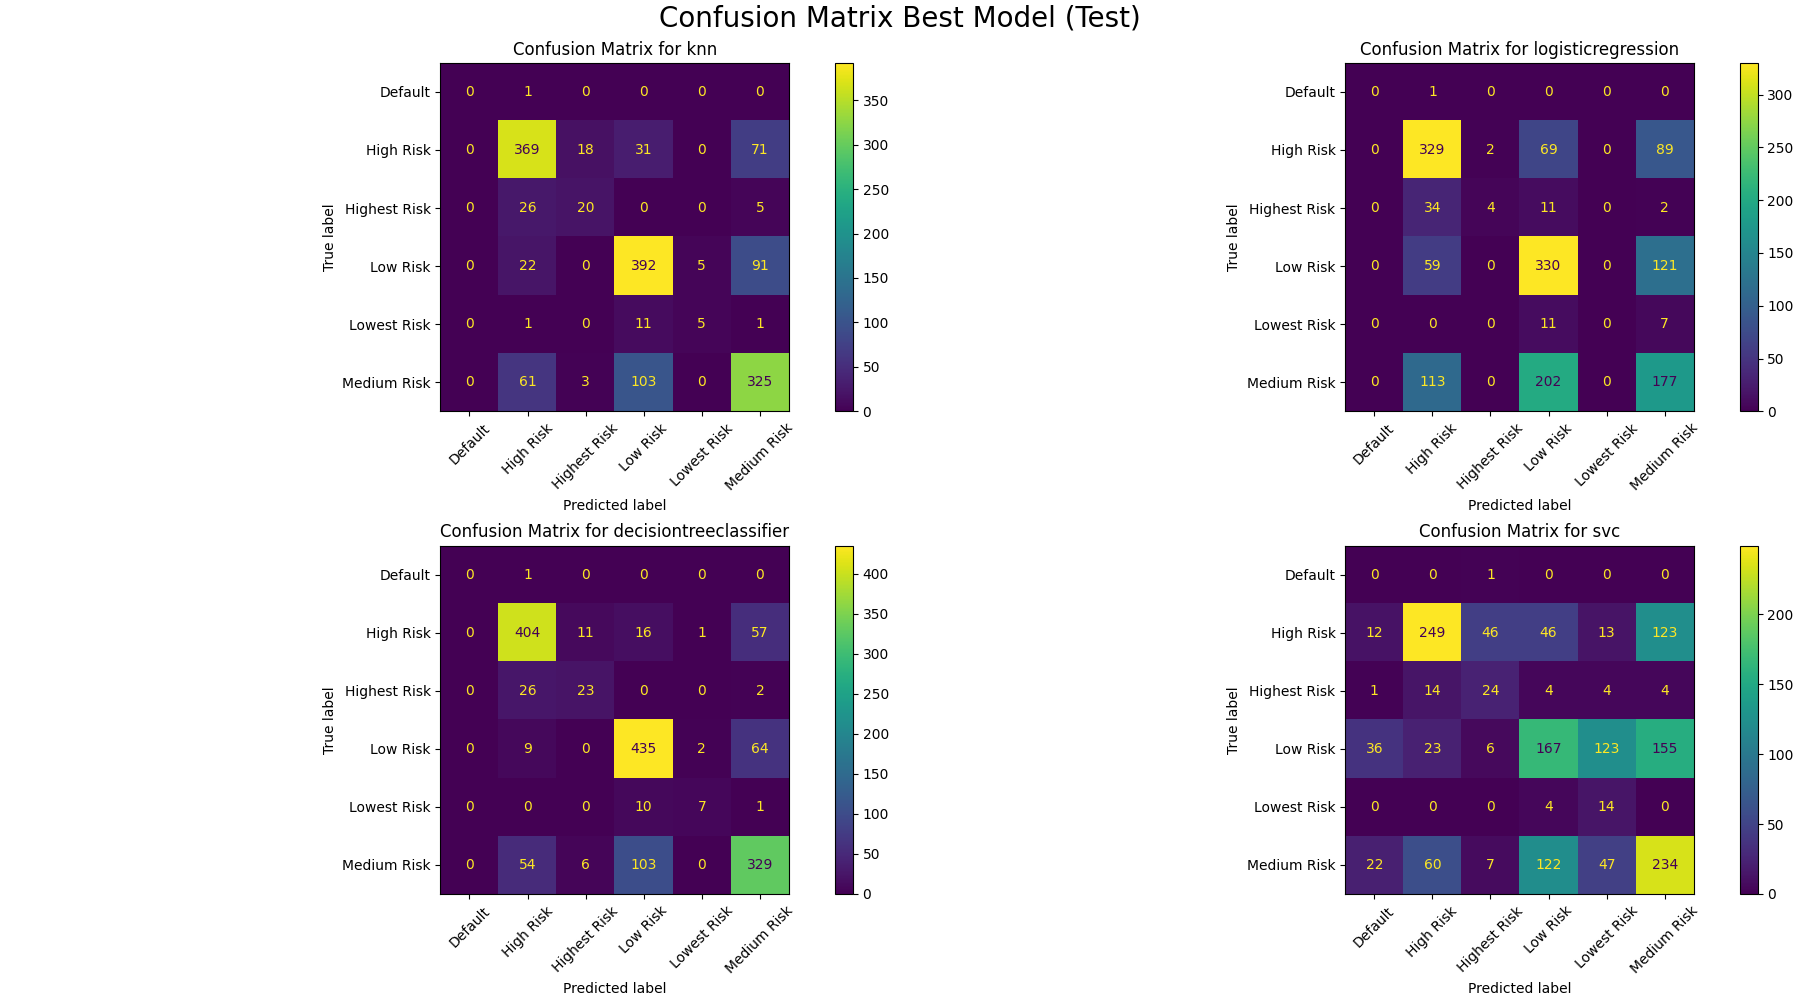 Confusion Matrix Best Model (Test)
Confusion Matrix for knn
True label
Default 0 1 0 0 0 0
High Risk 0 369 18 31 0 71
Highest Risk 0 26 20 0 0 5
Low Risk 0 22 0 392 5 91
Lowest Risk 0 1 0 11 5 1
Medium Risk 0 61 3 103 0 325
Default High Risk Highest Risk Low Risk Lowest Risk Medium Risk
Predicted label
350
300
250
200
150
100
50
0
Confusion Matrix for logisticregression
True label
Default 0 1 0 0 0 0
High Risk 0 329 2 69 0 89
Highest Risk 0 34 4 11 0 2
Low Risk 0 59 0 330 0 121
Lowest Risk 0 0 0 11 0 7
Medium Risk 0 113 0 202 0 177
Default High Risk Highest Risk Low Risk Lowest Risk Medium Risk
Predicted label
300
250
200
150
100
50
0
Confusion Matrix for decisiontreeclassifier
True label
Default 0 1 0 0 0 0
High Risk 0 404 11 16 1 57
Highest Risk 0 26 23 0 0 2
Low Risk 0 9 0 435 2 64
Lowest Risk 0 0 0 10 7 1
Medium Risk 0 54 6 103 0 329
Default High Risk Highest Risk Low Risk Lowest Risk Medium Risk
Predicted label
400
350
300
250
200
150
100
50
0
Confusion Matrix for svc
True label
Default 0 0 1 0 0 0
High Risk 12 249 46 46 13 123
Highest Risk 1 14 24 4 4 4
Low Risk 36 23 6 167 123 155
Lowest Risk 0 0 0 4 14 0
Medium Risk 22 60 7 122 47 234
Default High Risk Highest Risk Low Risk Lowest Risk Medium Risk
Predicted label
200
150
100
50
0